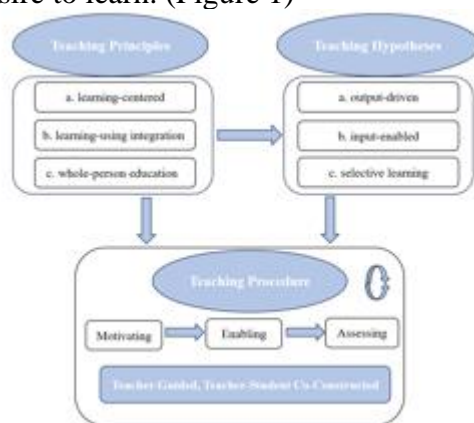 sire to learn. (Figure 1)
Teaching Principles
a. learning-centered
b. learning-using integration
c. whole-person-education
Teaching Hypotheses
a. output-driven
b. input-enabled
c. selective learning
Teaching Procedure
Motivating
Enabling
Assessing
Teacher-Guided, Teacher-Student Co-Constructed